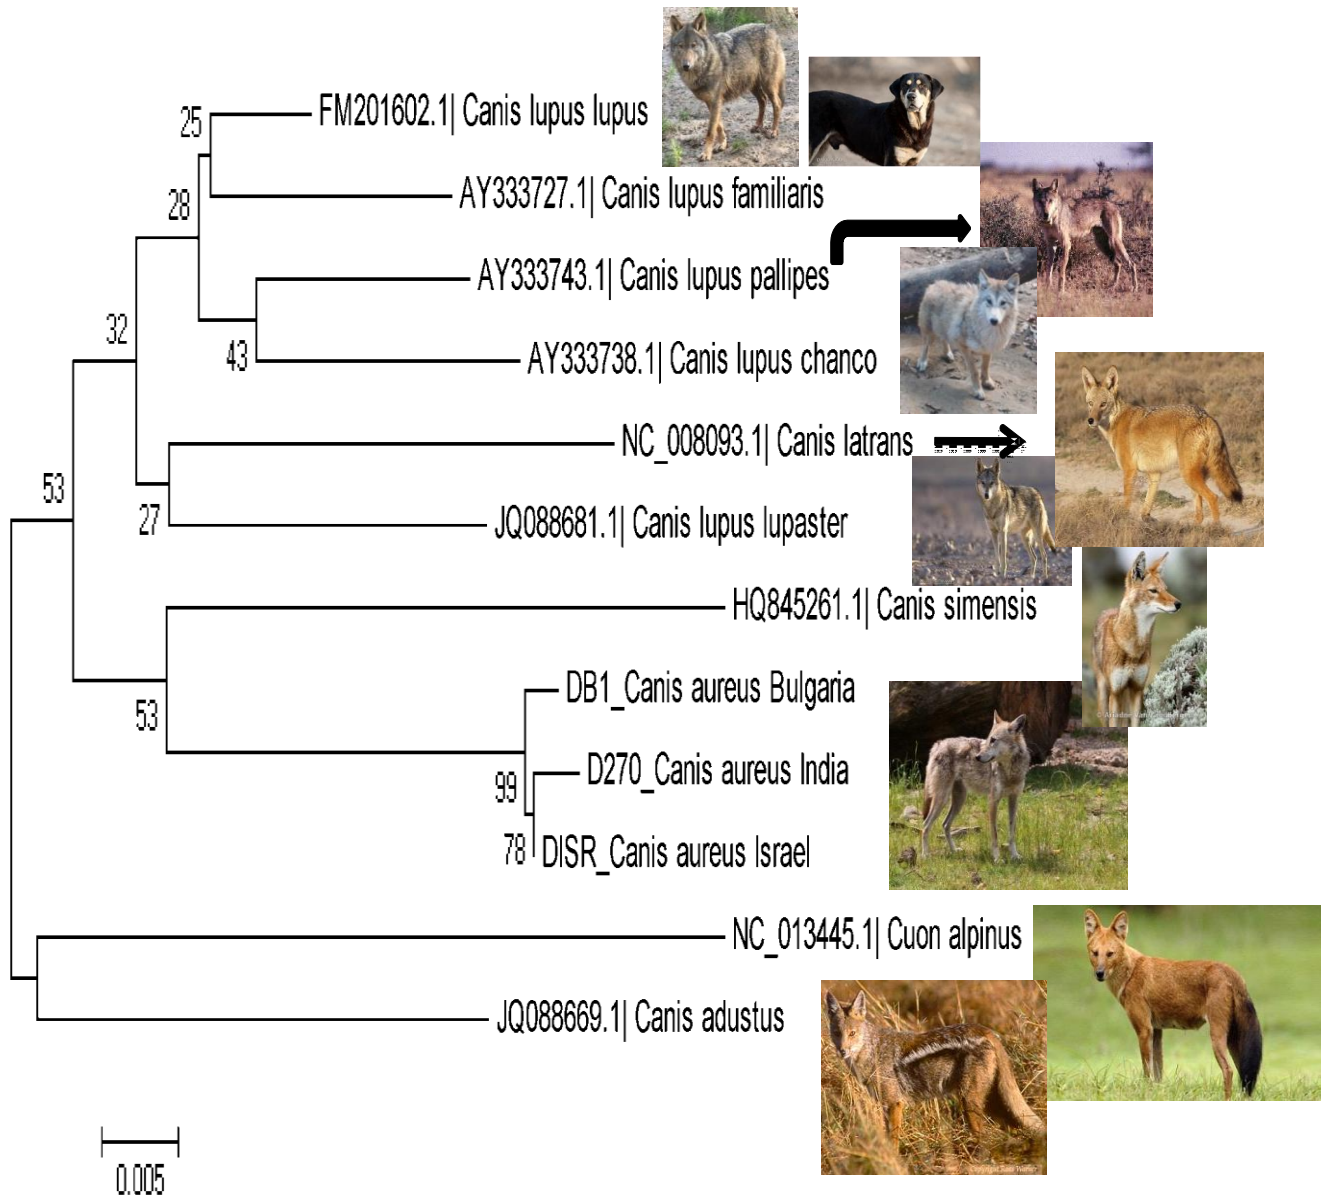 25
FM201602.1| Canis lupus lupus
AY333727.1| Canis lupus familiaris
28
AY333743.1| Canis lupus pallipes
32
43
AY333738.1| Canis lupus chanco
NC_008093.1| Canis latrans
53
27
JQ088681.1| Canis lupus lupaster
HQ845261.1| Canis simensis
DB1_Canis aureus Bulgaria
53
D270_Canis aureus India
99
78
DISR_Canis aureus Israel
NC_013445.1| Cuon alpinus
JQ088669.1| Canis adustus
0.005